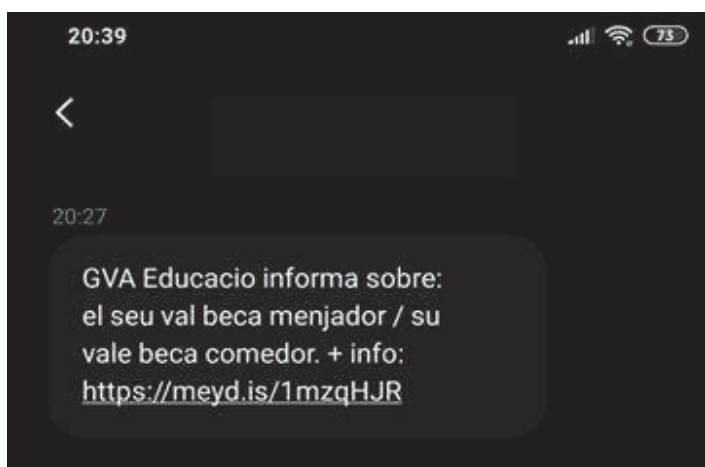 20:39
73
20:27
GVA Educacio informa sobre:
el seu val beca menjador / su
vale beca comedor. + info:
https://meyd.is/1mzqHJR